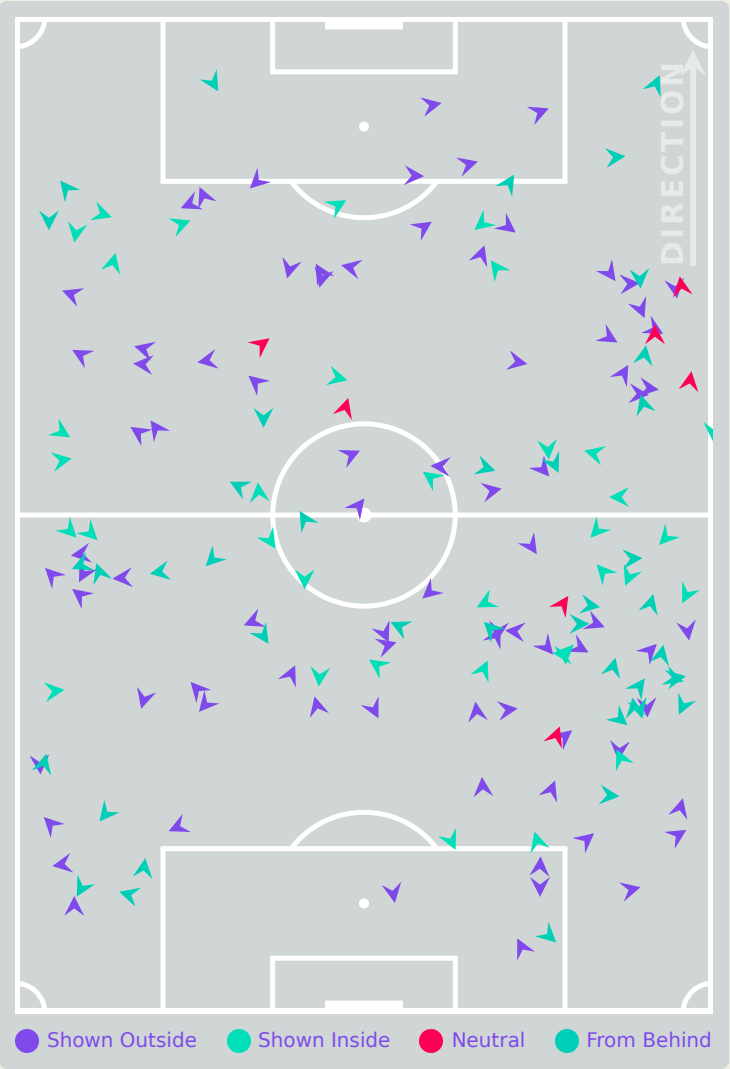 DIRECTION
Shown Outside
Shown Inside
Neutral
From Behind